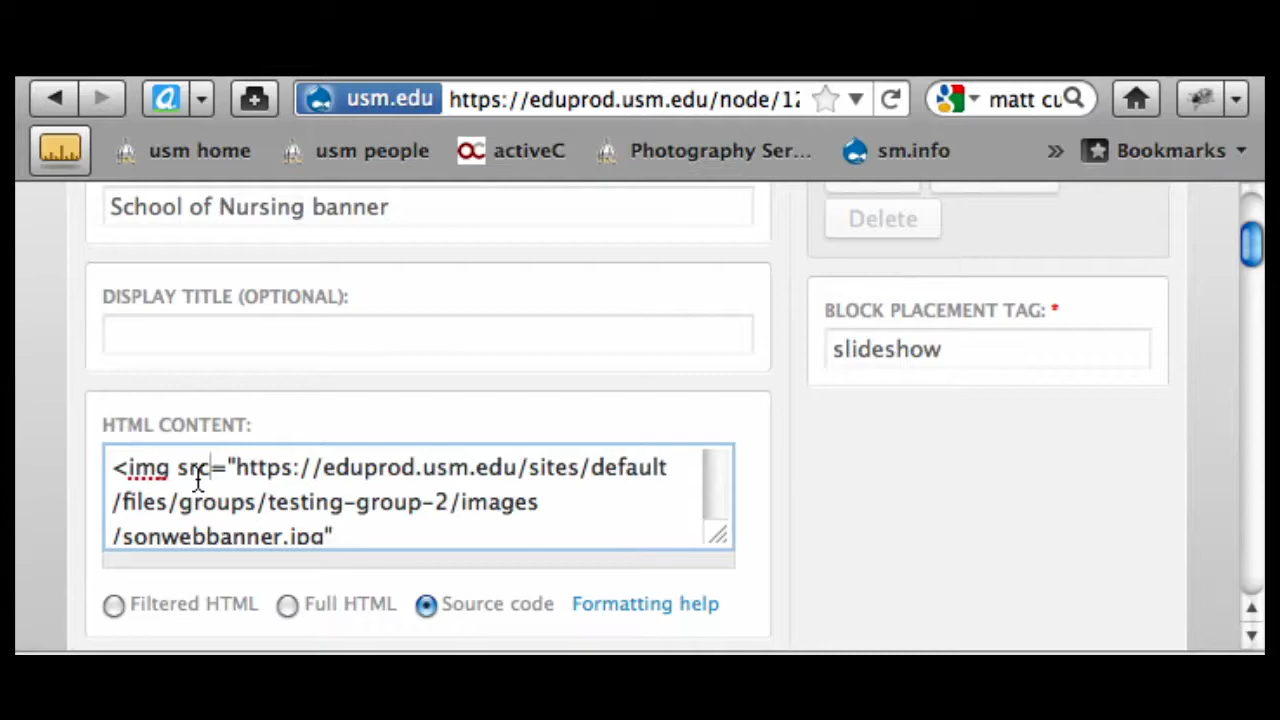 usm.edu https://eduprod.usm.edu/node/12 matt cu
usm home usm people activeC Photography Ser... sm.info » Bookmarks
School of Nursing banner
Delete
DISPLAY TITLE (OPTIONAL):
BLOCK PLACEMENT TAG: *
slideshow
HTML CONTENT:
<img src="https://eduprod.usm.edu/sites/default
/files/groups/testing-group-2/images
/sonwebbanner.jpg"
Filtered HTML Full HTML Source code Formatting help